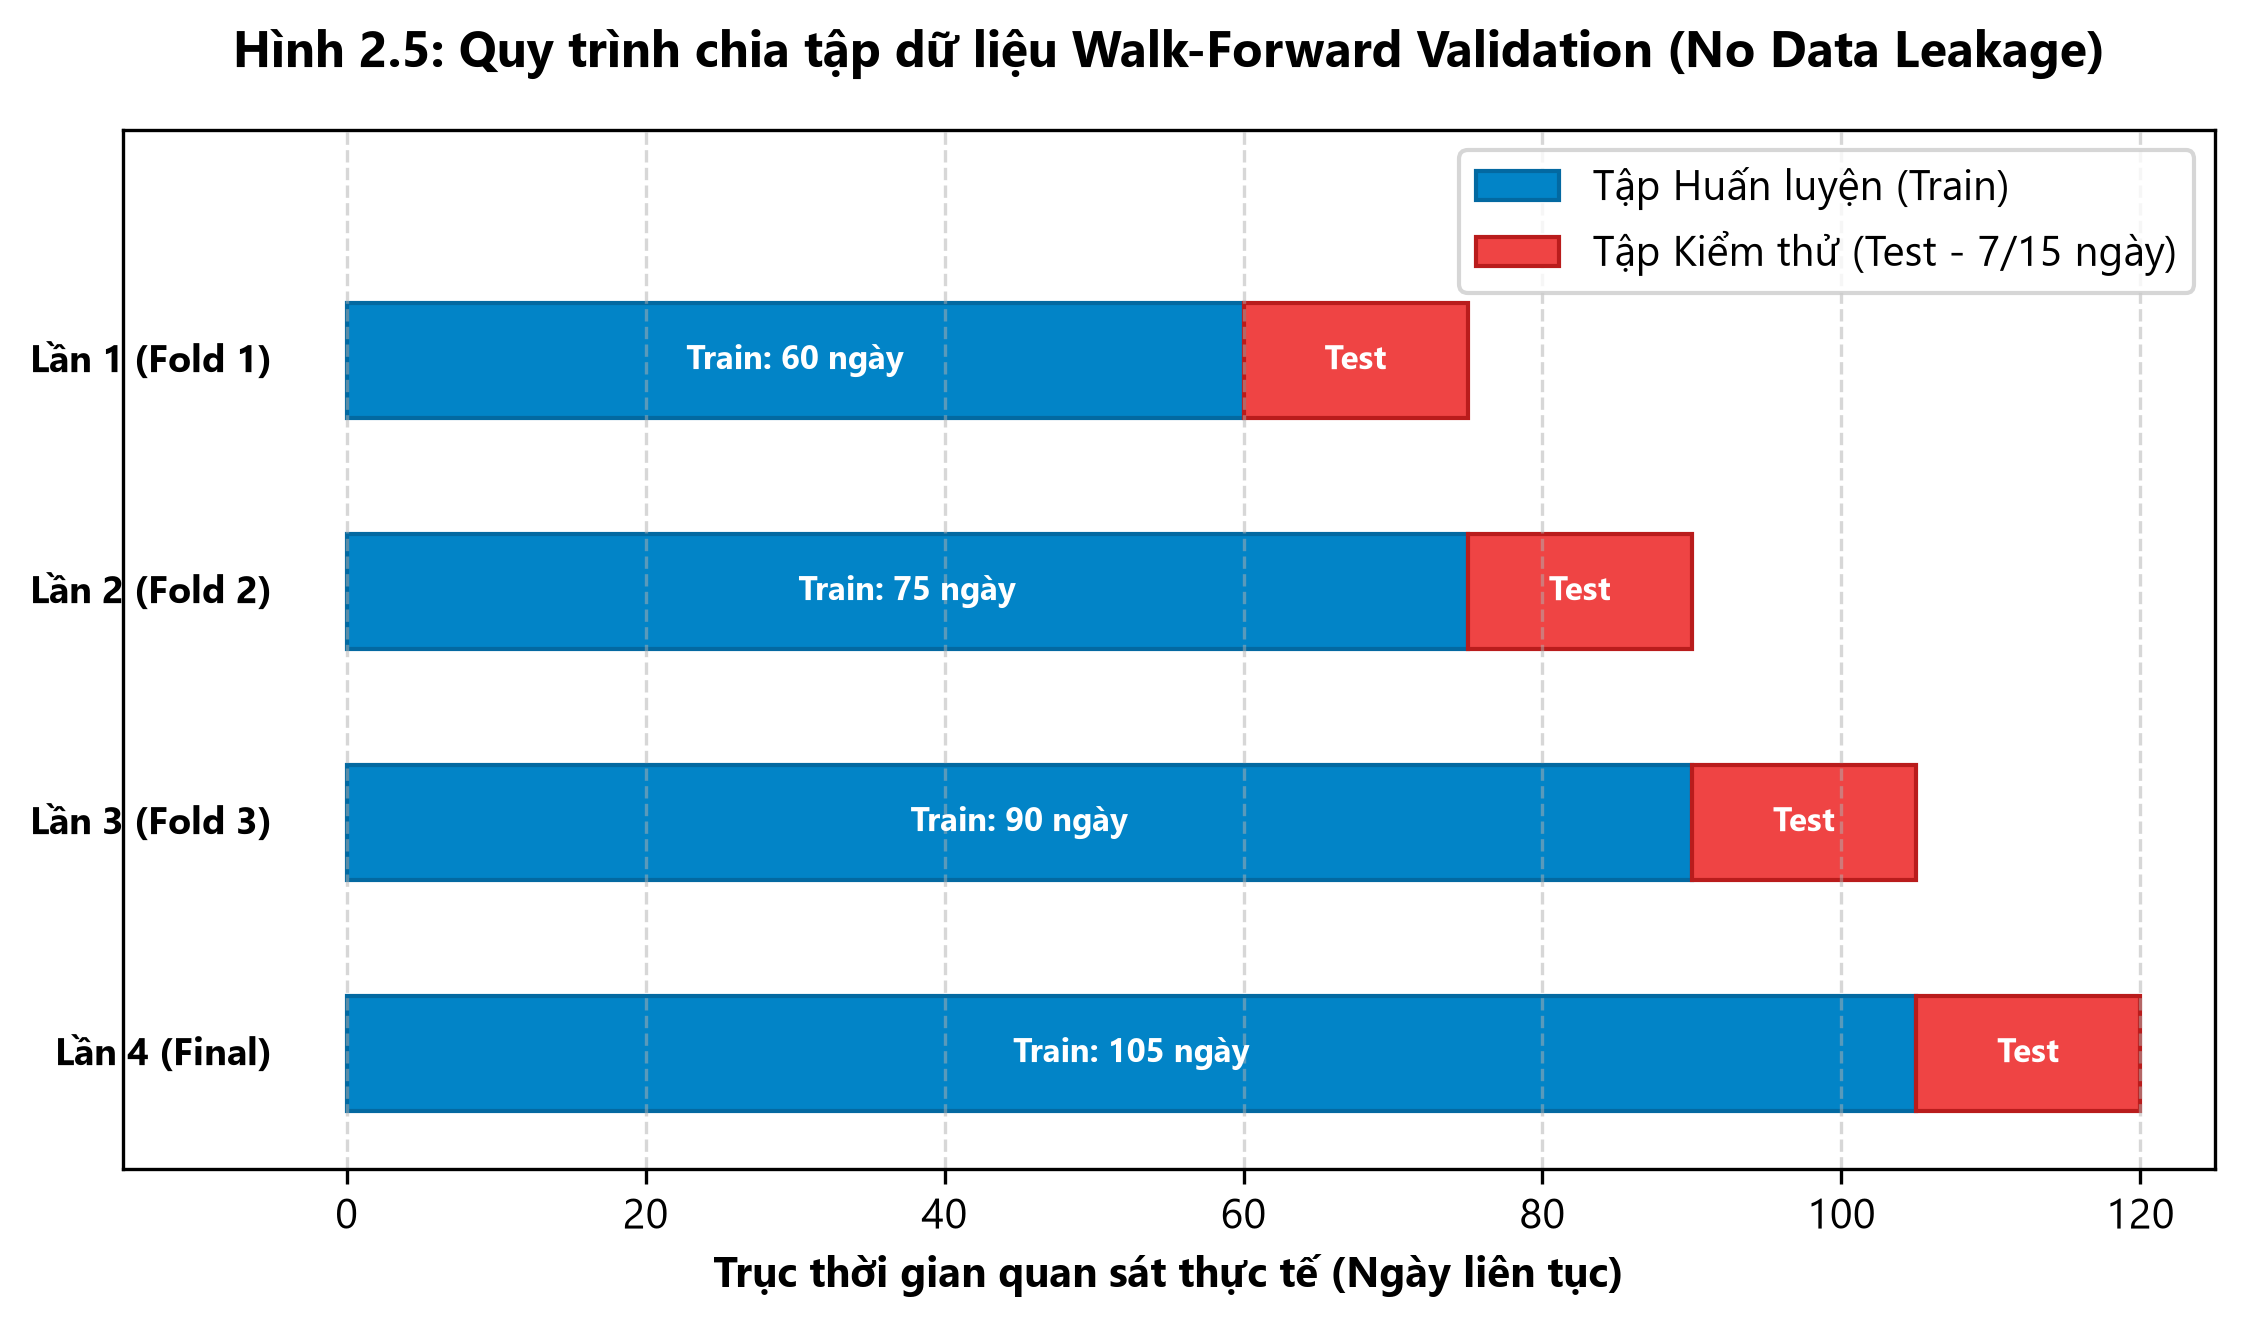 Hình 2.5: Quy trình chia tập dữ liệu Walk-Forward Validation (No Data Leakage)
Tập Huấn luyện (Train)
Tập Kiểm thử (Test - 7/15 ngày)
Lần 1 (Fold 1)
Train: 60 ngày
Test
Lần 2 (Fold 2)
Train: 75 ngày
Test
Lần 3 (Fold 3)
Train: 90 ngày
Test
Lần 4 (Final)
Train: 105 ngày
Test
0 20 40 60 80 100 120
Trục thời gian quan sát thực tế (Ngày liên tục)